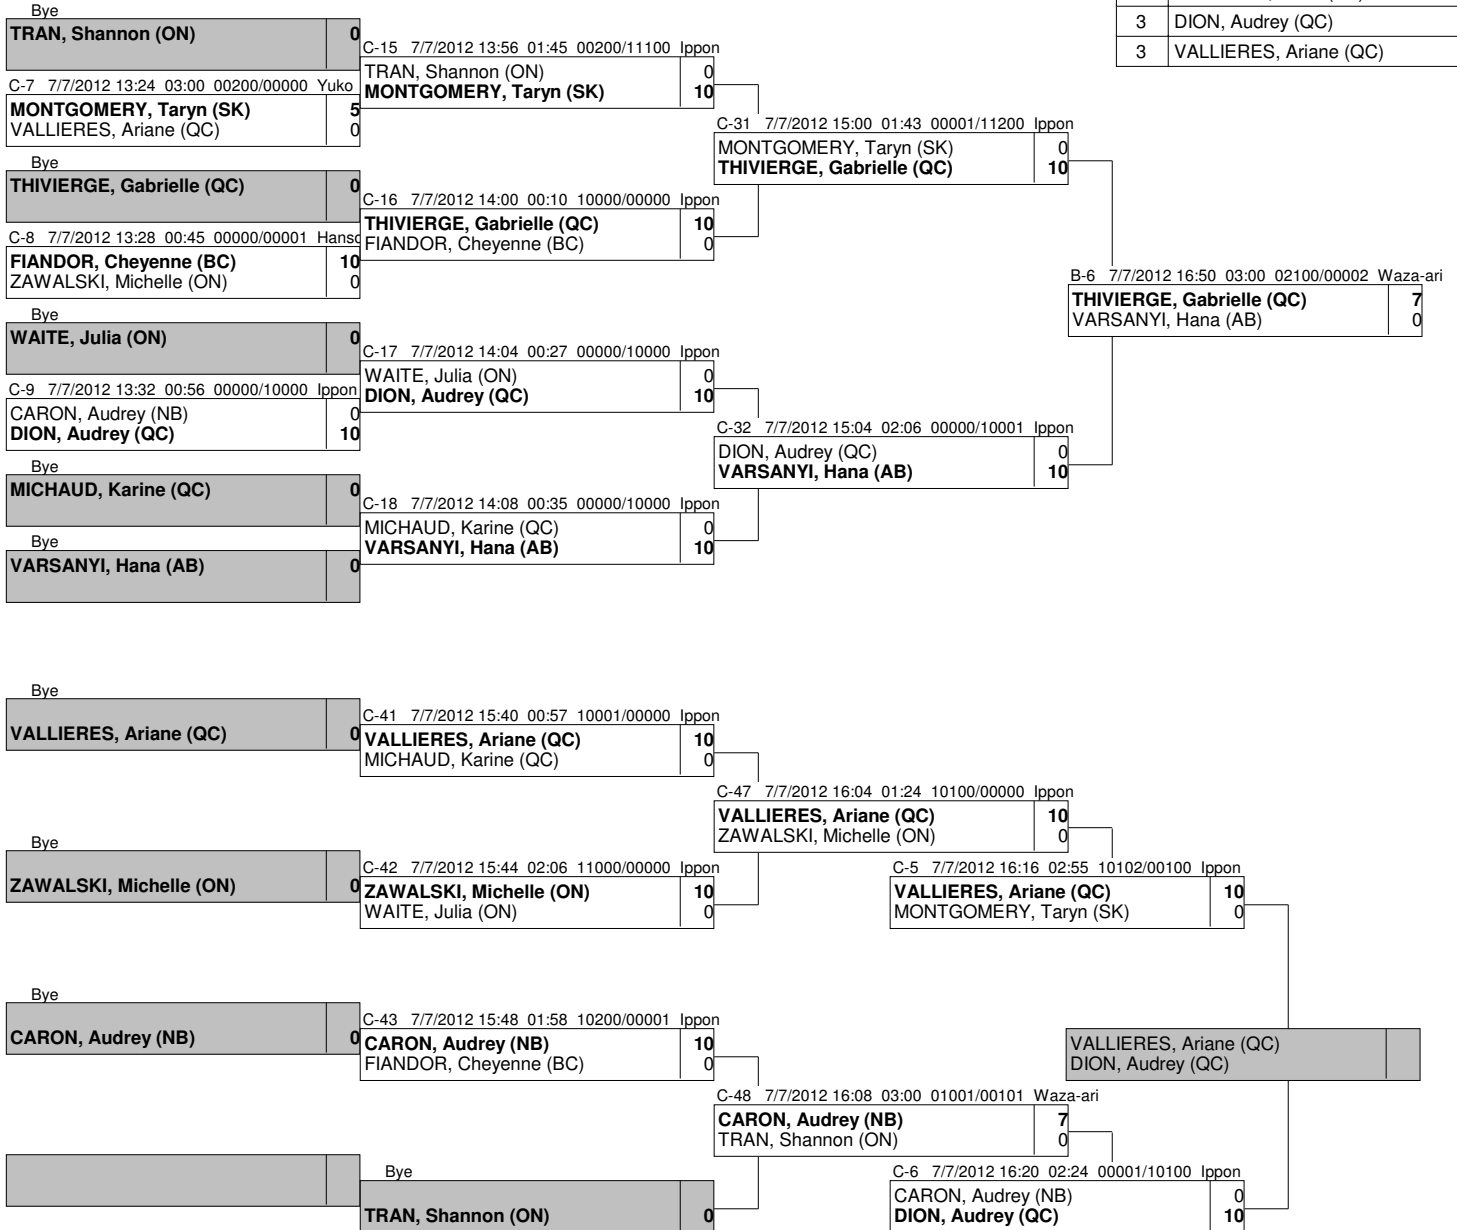 3 DION, Audrey (QC)
3 VALLIERES, Ariane (QC)
Bye
TRAN, Shannon (ON) 0
C-7 7/7/2012 13:24 03:00 00200/00000 Yuko
MONTGOMERY, Taryn (SK) 5
VALLIERES, Ariane (QC) 0
Bye
THIVIERGE, Gabrielle (QC) 0
C-8 7/7/2012 13:28 00:45 00000/00001
FIANDOR, Cheyenne (BC) 10
ZAWALSKI, Michelle (ON) 0
Bye
WAITE, Julia (ON) 0
C-9 7/7/2012 13:32 00:56 00000/10000 Ippon
CARON, Audrey (NB) 0
DION, Audrey (QC) 10
Bye
MICHAUD, Karine (QC) 0
Bye
VARSANYI, Hana (AB) 0
C-15 7/7/2012 13:56 01:45 00200/11100 Ippon
TRAN, Shannon (ON) 0
MONTGOMERY, Taryn (SK) 10
C-16 7/7/2012 14:00 00:10 10000/00000 Ippon
THIVIERGE, Gabrielle (QC) 10
FIANDOR, Cheyenne (BC) 0
C-17 7/7/2012 14:04 00:27 00000/10000 Ippon
WAITE, Julia (ON) 0
DION, Audrey (QC) 10
C-18 7/7/2012 14:08 00:35 00000/10000 Ippon
MICHAUD, Karine (QC) 0
VARSANYI, Hana (AB) 10
C-31 7/7/2012 15:00 01:43 00001/11200 Ippon
MONTGOMERY, Taryn (SK) 0
THIVIERGE, Gabrielle (QC) 10
C-32 7/7/2012 15:04 02:06 00000/10001 Ippon
DION, Audrey (QC) 0
VARSANYI, Hana (AB) 10
B-6 7/7/2012 16:50 03:00 02100/00002 Waza-ari
THIVIERGE, Gabrielle (QC) 7
VARSANYI, Hana (AB) 0
Bye
VALLIERES, Ariane (QC) 0
Bye
ZAWALSKI, Michelle (ON) 0
Bye
CARON, Audrey (NB) 0
C-41 7/7/2012 15:40 00:57 10001/00000 Ippon
VALLIERES, Ariane (QC) 10
MICHAUD, Karine (QC) 0
C-42 7/7/2012 15:44 02:06 11000/00000 Ippon
ZAWALSKI, Michelle (ON) 10
WAITE, Julia (ON) 0
C-43 7/7/2012 15:48 01:58 10200/00001 Ippon
CARON, Audrey (NB) 10
FIANDOR, Cheyenne (BC) 0
Bye
TRAN, Shannon (ON) 0
C-47 7/7/2012 16:04 01:24 10100/00000 Ippon
VALLIERES, Ariane (QC) 10
ZAWALSKI, Michelle (ON) 0
C-48 7/7/2012 16:08 03:00 01001/00101 Waza-ari
CARON, Audrey (NB) 7
TRAN, Shannon (ON) 0
C-5 7/7/2012 16:16 02:55 10102/00100 Ippon
VALLIERES, Ariane (QC) 10
MONTGOMERY, Taryn (SK) 0
C-6 7/7/2012 16:20 02:24 00001/10100 Ippon
CARON, Audrey (NB) 0
DION, Audrey (QC) 10
VALLIERES, Ariane (QC)
DION, Audrey (QC)